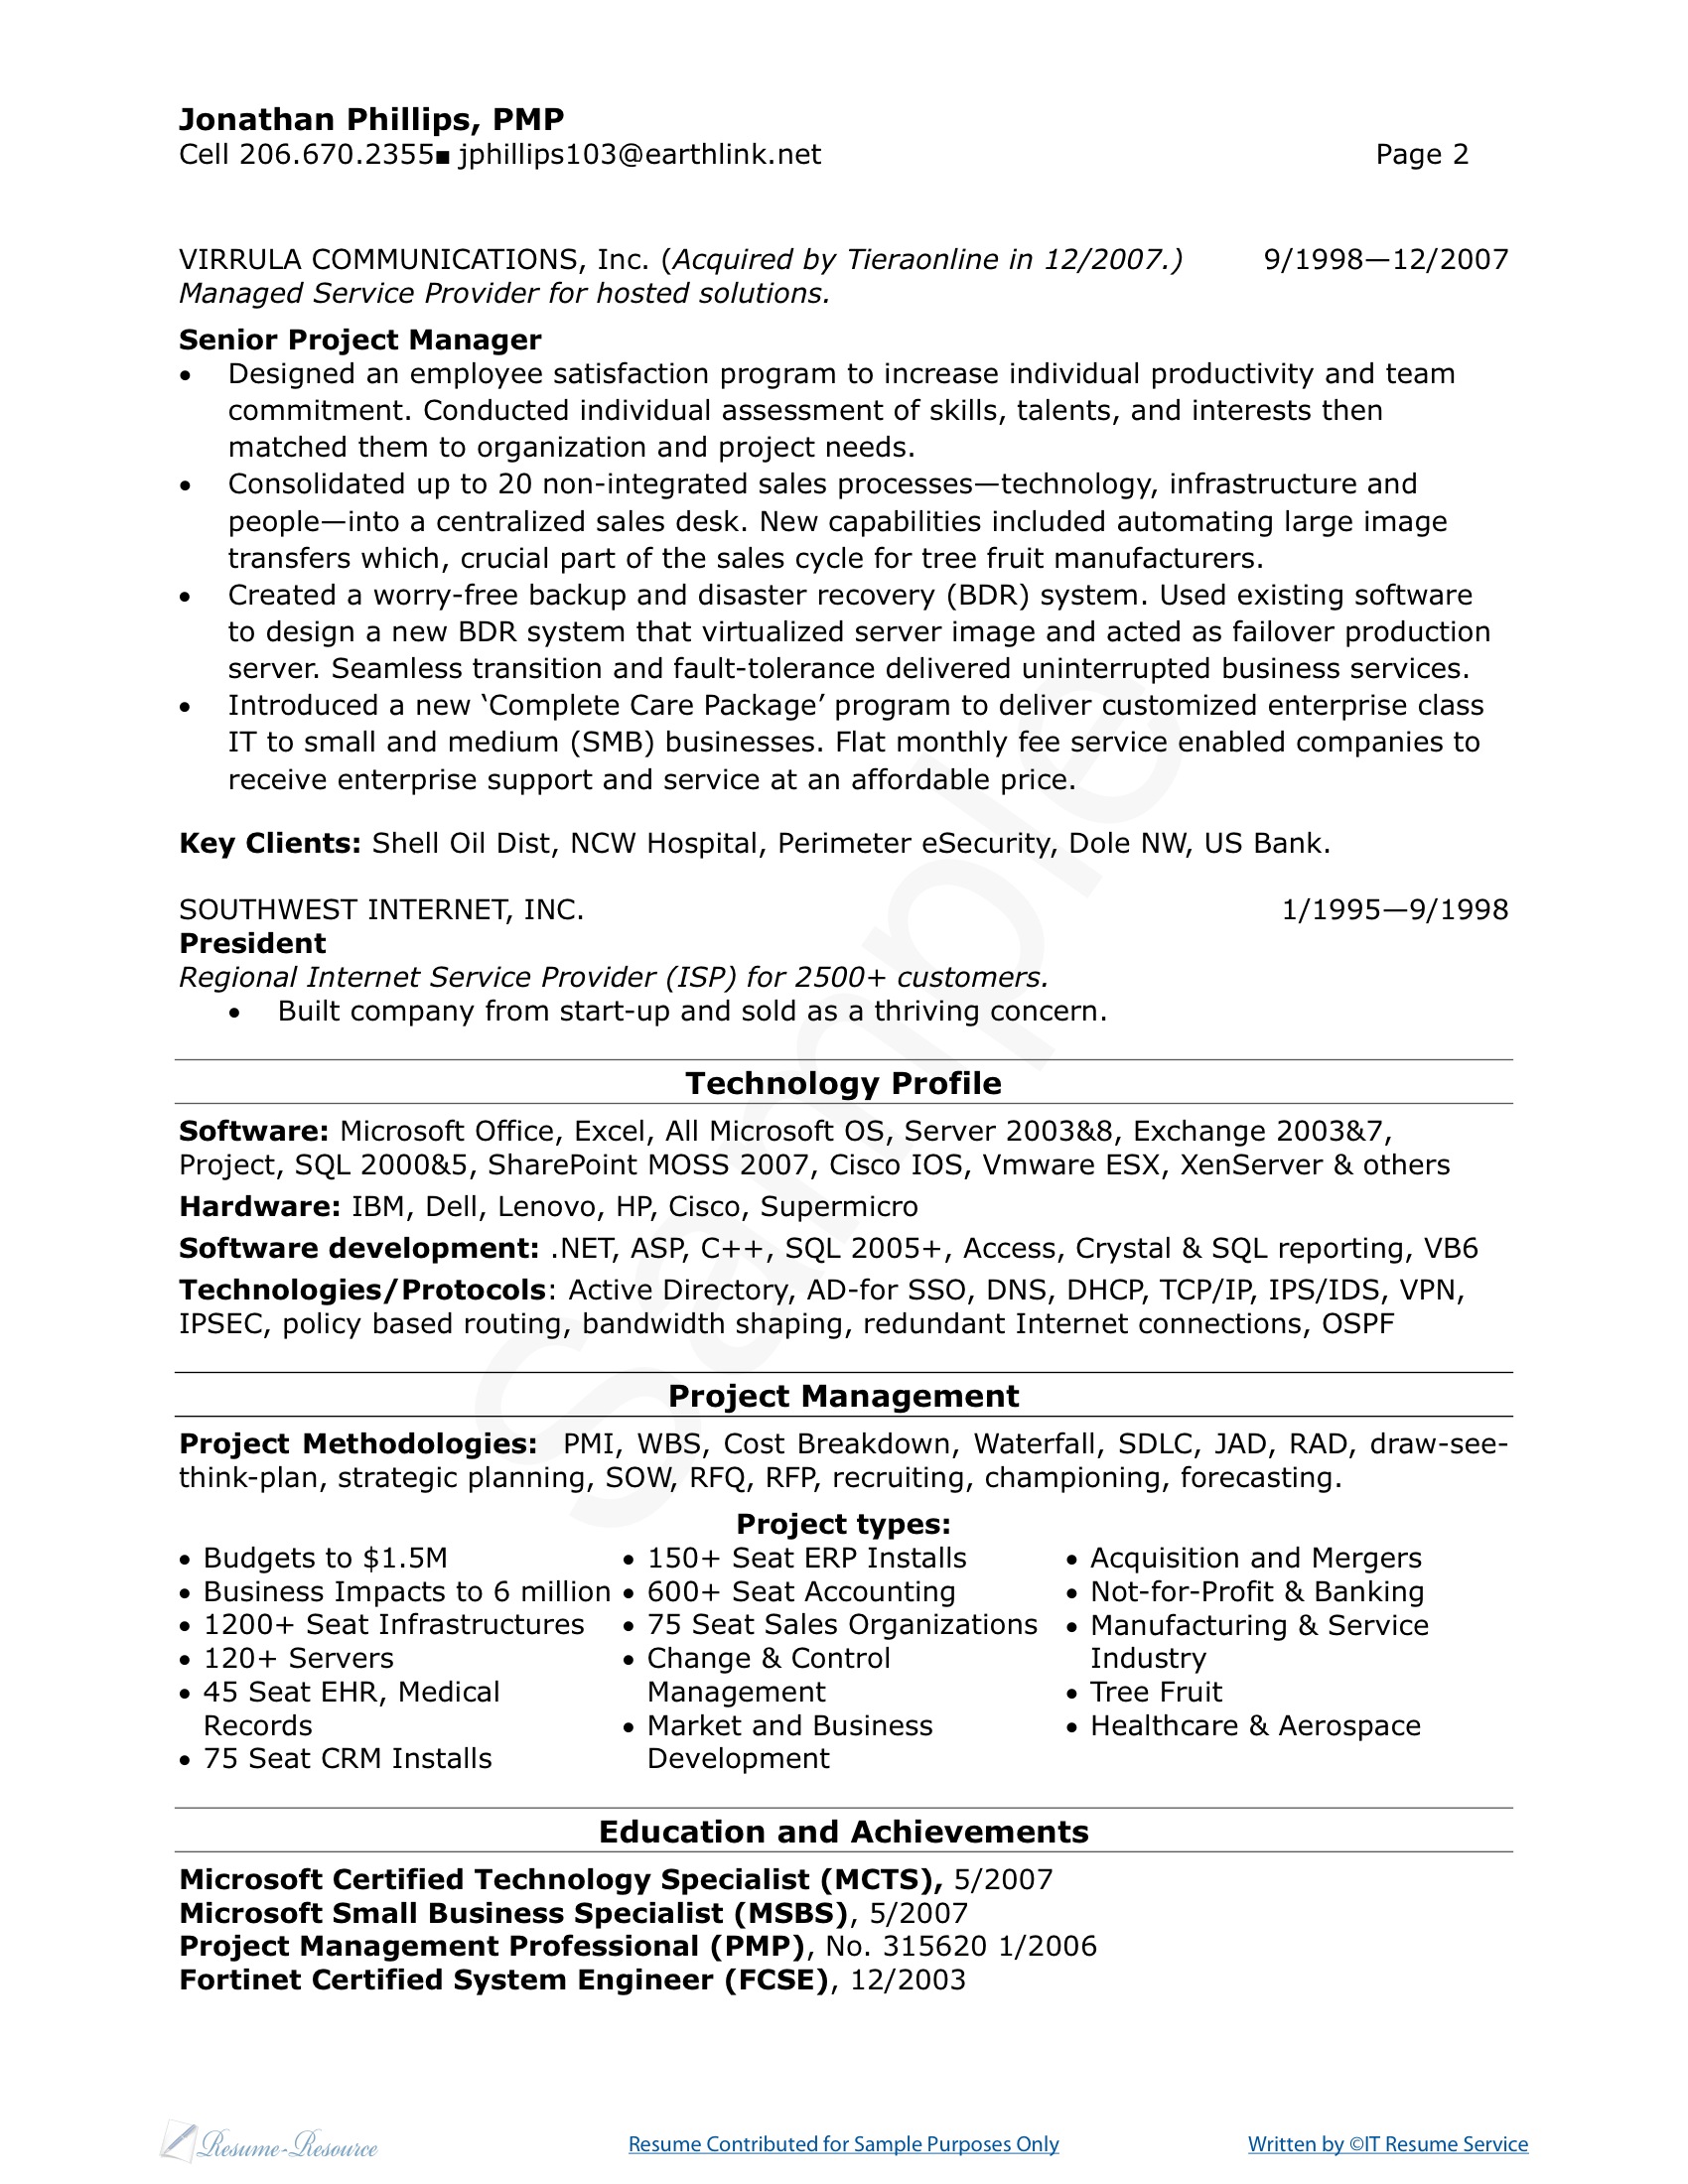 Jonathan Phillips, PMP
Cell 206.670.2355■ jphillips103@earthlink.net Page 2
VIRRULA COMMUNICATIONS, Inc. (Acquired by Tieraonline in 12/2007.) 9/1998—12/2007
Managed Service Provider for hosted solutions.
Senior Project Manager
• Designed an employee satisfaction program to increase individual productivity and team
commitment. Conducted individual assessment of skills, talents, and interests then
matched them to organization and project needs.
• Consolidated up to 20 non-integrated sales processes—technology, infrastructure and
people—into a centralized sales desk. New capabilities included automating large image
transfers which, crucial part of the sales cycle for tree fruit manufacturers.
• Created a worry-free backup and disaster recovery (BDR) system. Used existing software
to design a new BDR system that virtualized server image and acted as failover production
server. Seamless transition and fault-tolerance delivered uninterrupted business services.
• Introduced a new ‘Complete Care Package’ program to deliver customized enterprise class
IT to small and medium (SMB) businesses. Flat monthly fee service enabled companies to
receive enterprise support and service at an affordable price.
Key Clients: Shell Oil Dist, NCW Hospital, Perimeter eSecurity, Dole NW, US Bank.
SOUTHWEST INTERNET, INC. 1/1995—9/1998
President
Regional Internet Service Provider (ISP) for 2500+ customers.
• Built company from start-up and sold as a thriving concern.
Technology Profile
Software: Microsoft Office, Excel, All Microsoft OS, Server 2003&8, Exchange 2003&7,
Project, SQL 2000&5, SharePoint MOSS 2007, Cisco IOS, Vmware ESX, XenServer & others
Hardware: IBM, Dell, Lenovo, HP, Cisco, Supermicro
Software development: .NET, ASP, C++, SQL 2005+, Access, Crystal & SQL reporting, VB6
Technologies/Protocols: Active Directory, AD-for SSO, DNS, DHCP, TCP/IP, IPS/IDS, VPN,
IPSEC, policy based routing, bandwidth shaping, redundant Internet connections, OSPF
Project Management
Project Methodologies: PMI, WBS, Cost Breakdown, Waterfall, SDLC, JAD, RAD, draw-see-
think-plan, strategic planning, SOW, RFQ, RFP, recruiting, championing, forecasting.
Project types:
• Budgets to $1.5M
• Business Impacts to 6 million
• 1200+ Seat Infrastructures
• 120+ Servers
• 45 Seat EHR, Medical
Records
• 75 Seat CRM Installs
• 150+ Seat ERP Installs
• 600+ Seat Accounting
• 75 Seat Sales Organizations
• Change & Control
Management
• Market and Business
Development
• Acquisition and Mergers
• Not-for-Profit & Banking
• Manufacturing & Service
Industry
• Tree Fruit
• Healthcare & Aerospace
Education and Achievements
Microsoft Certified Technology Specialist (MCTS), 5/2007
Microsoft Small Business Specialist (MSBS), 5/2007
Project Management Professional (PMP), No. 315620 1/2006
Fortinet Certified System Engineer (FCSE), 12/2003
Sample
Resume-Resource
Resume Contributed for Sample Purposes Only
Written by ©IT Resume Service